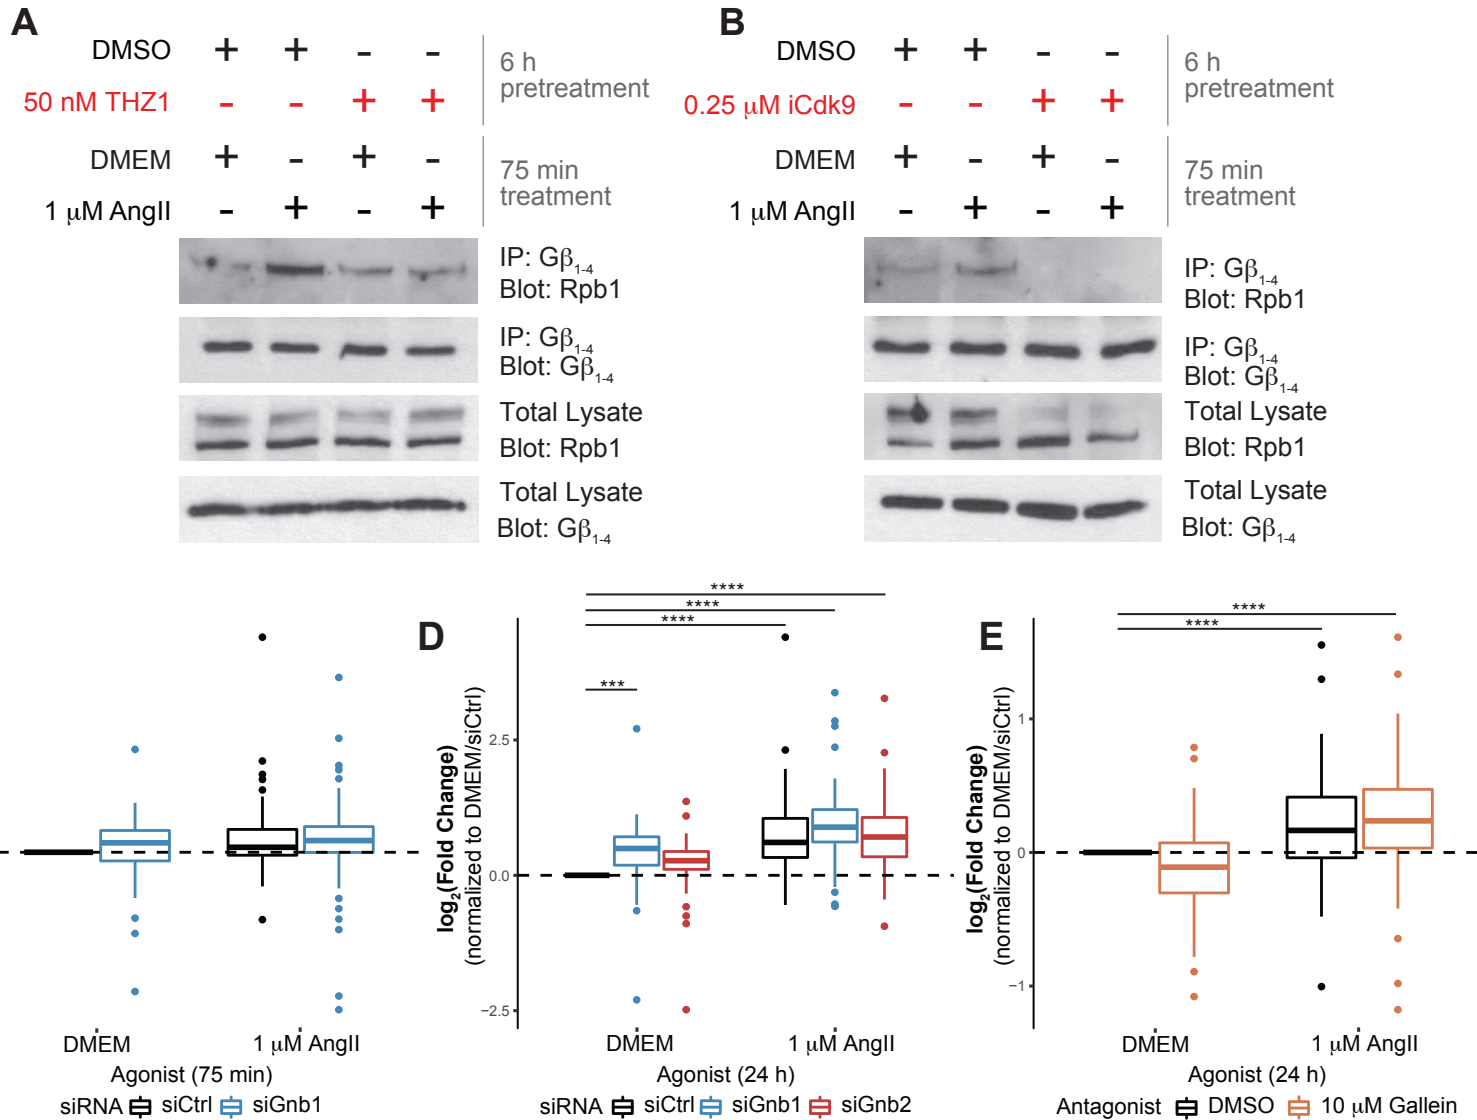 A
DMSO + + - -
50 nM THZ1 - - + +
6 h
pretreatment
DMEM + - + -
1 μM AngII - + - +
75 min
treatment
IP: Gβ1-4
Blot: Rpb1
IP: Gβ1-4
Blot: Gβ1-4
Total Lysate
Blot: Rpb1
Total Lysate
Blot: Gβ1-4
B
DMSO + + - -
0.25 μM iCdk9 - - + +
6 h
pretreatment
DMEM + - + -
1 μM AngII - + - +
75 min
treatment
IP: Gβ1-4
Blot: Rpb1
IP: Gβ1-4
Blot: Gβ1-4
Total Lysate
Blot: Rpb1
Total Lysate
Blot: Gβ1-4
DMEM
1 μM AngII
Agonist (75 min)
siRNA siCtrl siGnb1
D
log2(Fold Change)
(normalized to DMEM/siCtrl)
2.5
0.0
−2.5
****
****
****
***
DMEM
1 μM AngII
Agonist (24 h)
siRNA siCtrl siGnb1 siGnb2
E
log2(Fold Change)
(normalized to DMEM/siCtrl)
1
0
−1
****
****
DMEM
1 μM AngII
Agonist (24 h)
Antagonist DMSO 10 μM Gallein